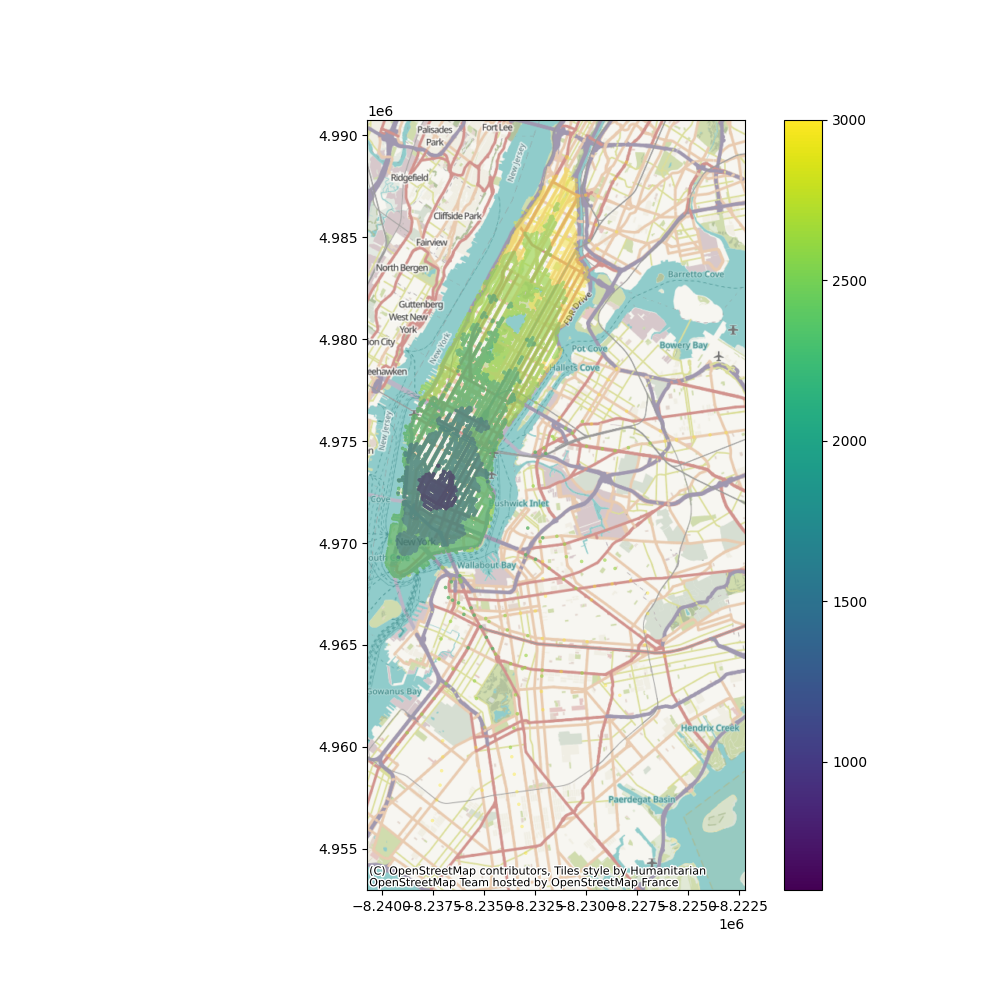 1e6
4.990
4.985
4.980
4.975
4.970
4.965
4.960
4.955
Palisades
Park
Fort Lee
New Jersey
Ridgefield
Cliffside Park
Fairview
North Bergen
Guttenberg
West New
York
on City
eehawken
New York
New Jersey
n
Cove
New York
outh
Barretto Cove
FDR Drive
Pot Cove
Bowery Bay
Hallets Cove
ushwick Inlet
Wallabout Bay
Gowanus Bay
Hendrix Creek
Paerdegat Basin
(C) OpenStreetMap contributors, Tiles style by Humanitarian
OpenStreetMap Team hosted by OpenStreetMap France
−8.2400 −8.2375 −8.2350 −8.2325 −8.2300 −8.2275 −8.2250 −8.2225
1e6
3000
2500
2000
1500
1000